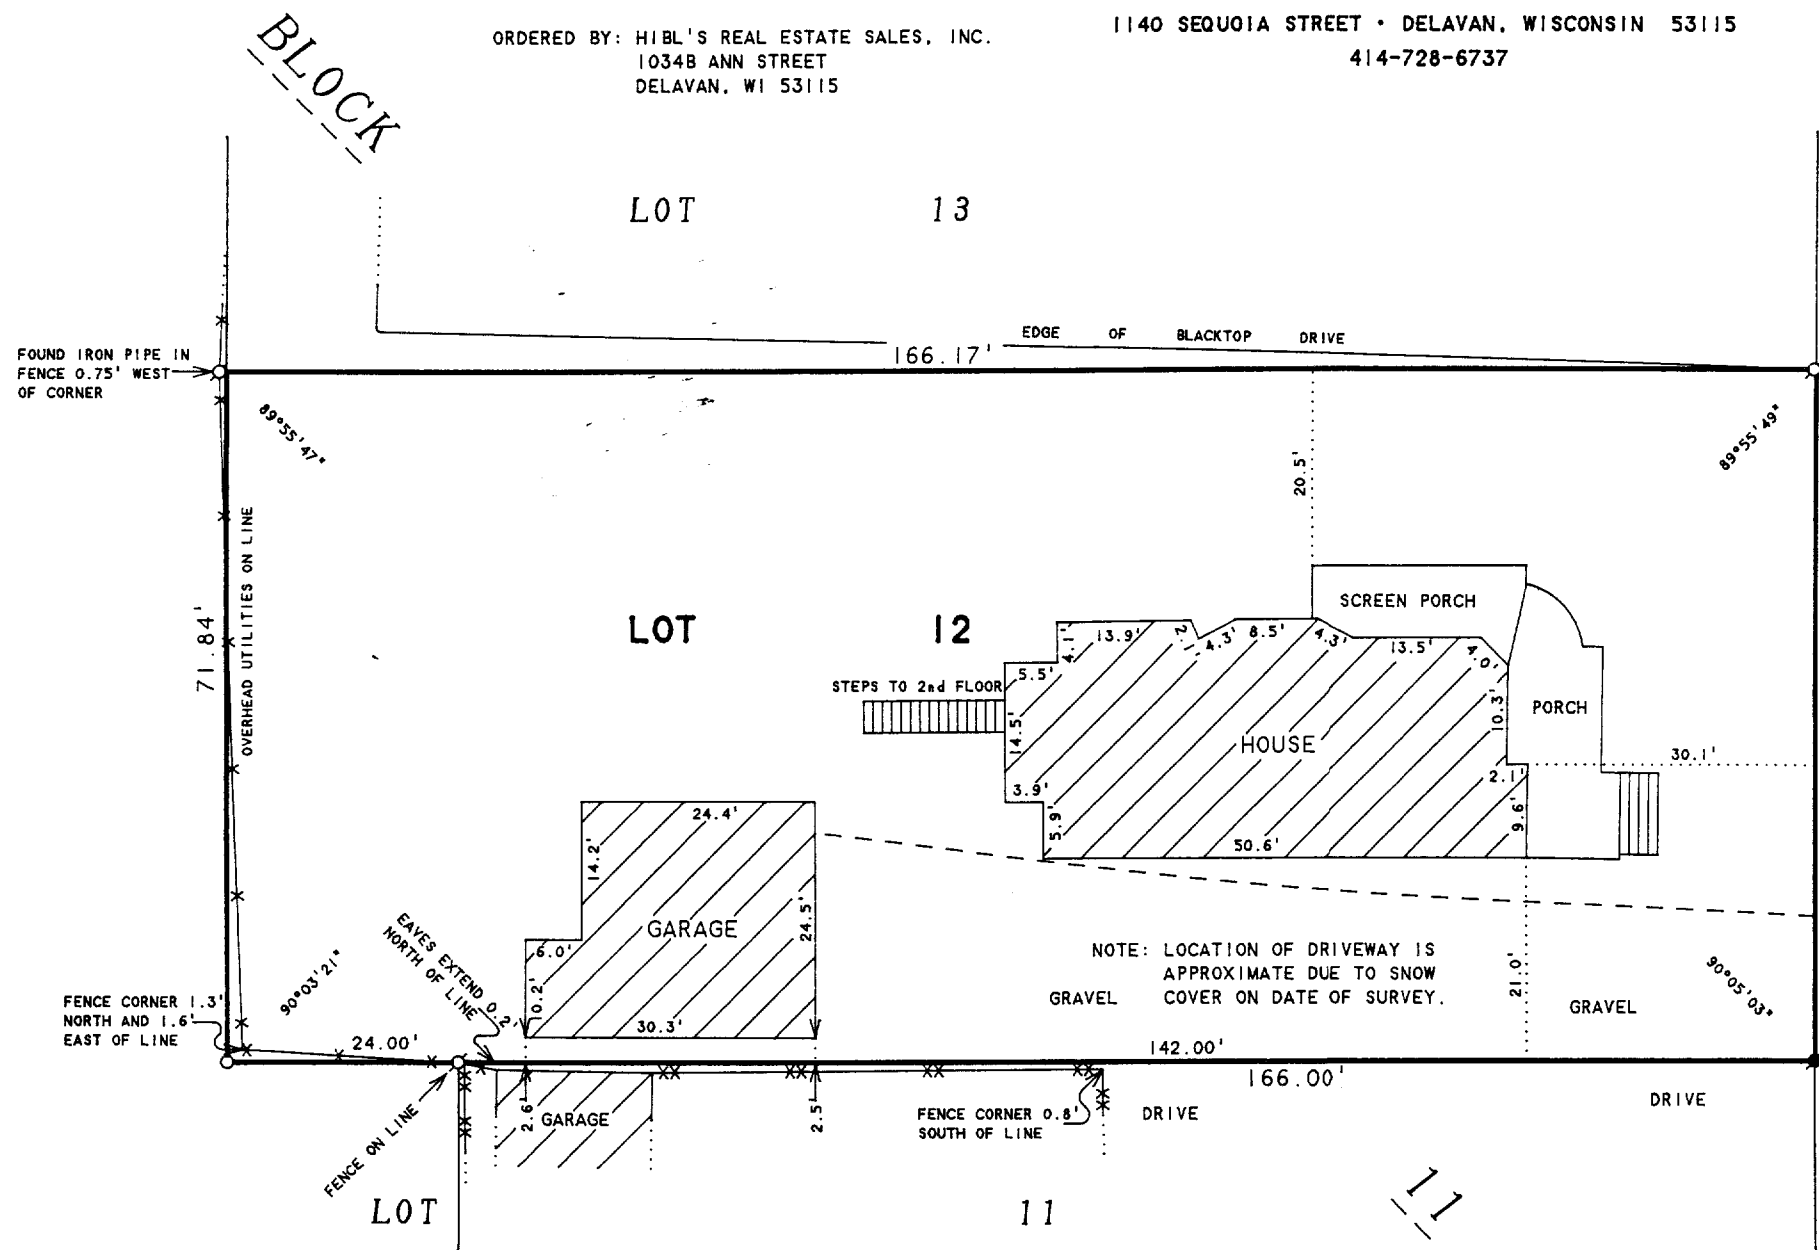 BLOCK
ORDERED BY: HIBL'S REAL ESTATE SALES, INC.
1034B ANN STREET
DELAVAN, WI 53115
1140 SEQUOIA STREET • DELAVAN, WISCONSIN 53115
414-728-6737
LOT 13
EDGE OF BLACKTOP DRIVE
166.17'
FOUND IRON PIPE IN
FENCE 0.75' WEST
OF CORNER
89°55'47"
89°55'49"
20.5'
71.84'
OVERHEAD UTILITIES ON LINE
LOT 12
SCREEN PORCH
4.1'
13.9'
2.1'
4.3'
8.5'
4.3'
13.5'
4.0'
5.5'
STEPS TO 2nd FLOOR
14.5'
10.3'
PORCH
HOUSE
30.1'
2.1'
3.9'
5.9'
9.6'
50.6'
24.4'
14.2'
24.5'
GARAGE
6.0'
10.2'
30.3'
EAVES EXTEND 0.2'
NORTH OF LINE
90°03'21"
NOTE: LOCATION OF DRIVEWAY IS
APPROXIMATE DUE TO SNOW
COVER ON DATE OF SURVEY.
GRAVEL
21.0'
GRAVEL
90°05'03"
FENCE CORNER 1.3'
NORTH AND 1.6'
EAST OF LINE
24.00'
142.00'
166.00'
2.6'
GARAGE
2.5'
FENCE CORNER 0.8'
SOUTH OF LINE
DRIVE
DRIVE
FENCE ON LINE
LOT 11
11